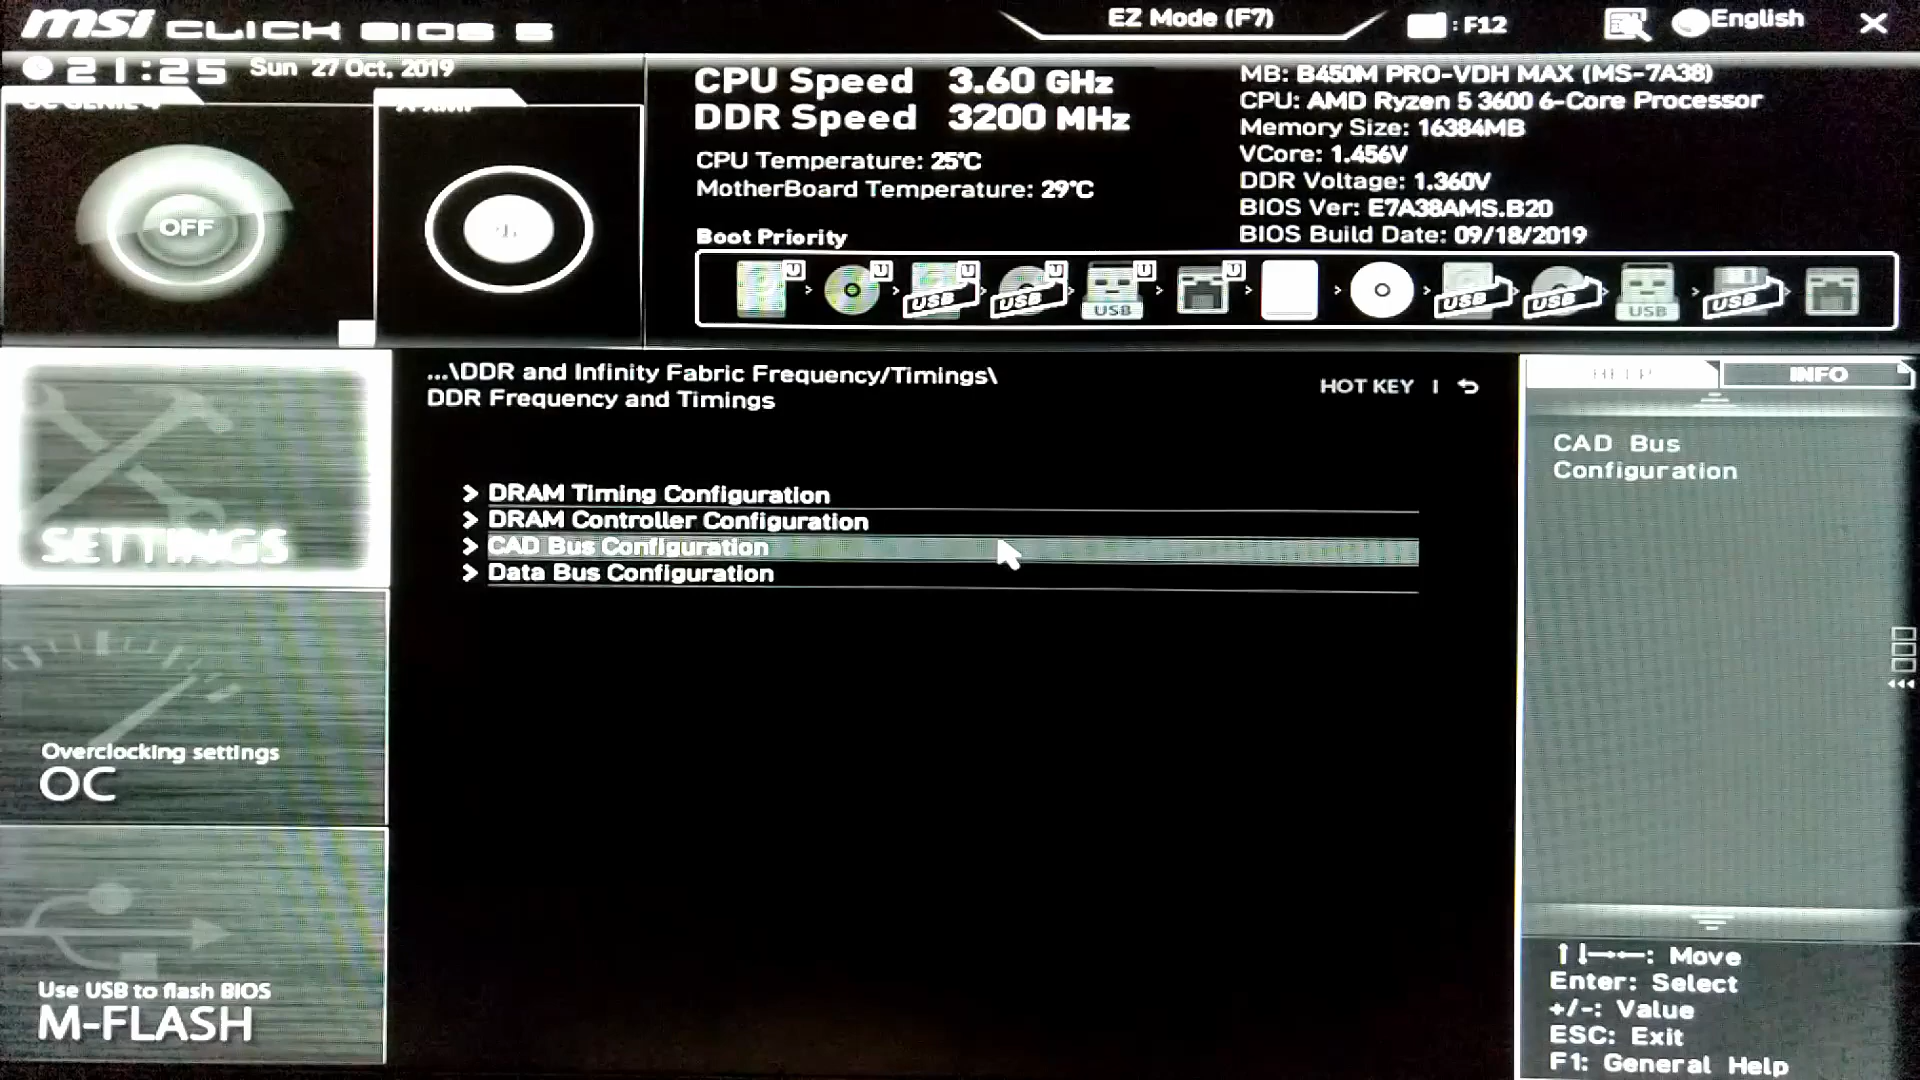 msi CLICK BIOS 5
EZ Mode (F7)
: F12
English
21:25 Sun 27 Oct, 2019
OC GENIE 4
OFF
CPU Speed 3.60 GHz
DDR Speed 3200 MHz
CPU Temperature: 25°C
MotherBoard Temperature: 29°C
MB: B450M PRO-VDH MAX (MS-7A38)
CPU: AMD Ryzen 5 3600 6-Core Processor
Memory Size: 16384MB
VCore: 1.456V
DDR Voltage: 1.360V
BIOS Ver: E7A38AMS.B20
BIOS Build Date: 09/18/2019
Boot Priority
U U U U U U
USB USB USB USB USB USB USB
SETTINGS
Overclocking settings
OC
Use USB to flash BIOS
M-FLASH
...\DDR and Infinity Fabric Frequency/Timings\
DDR Frequency and Timings
HOT KEY |
> DRAM Timing Configuration
> DRAM Controller Configuration
> CAD Bus Configuration
> Data Bus Configuration
HELP
INFO
CAD Bus
Configuration
↑↓→←: Move
Enter: Select
+/-: Value
ESC: Exit
F1: General Help